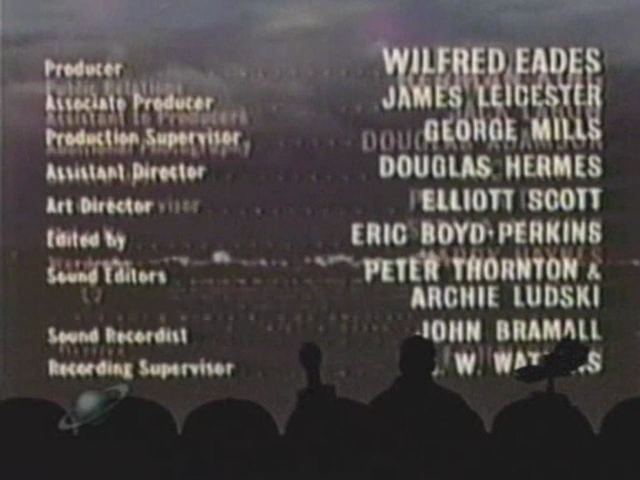 Producer WILFRED EADES
Associate Producer JAMES LEICESTER
Production Supervisor GEORGE MILLS
Assistant Director DOUGLAS HERMES
Art Director ELLIOTT SCOTT
Edited by ERIC BOYD-PERKINS
Sound Editors PETER THORNTON &
ARCHIE LUDSKI
Sound Recordist JOHN BRAMALL
Recording Supervisor W.